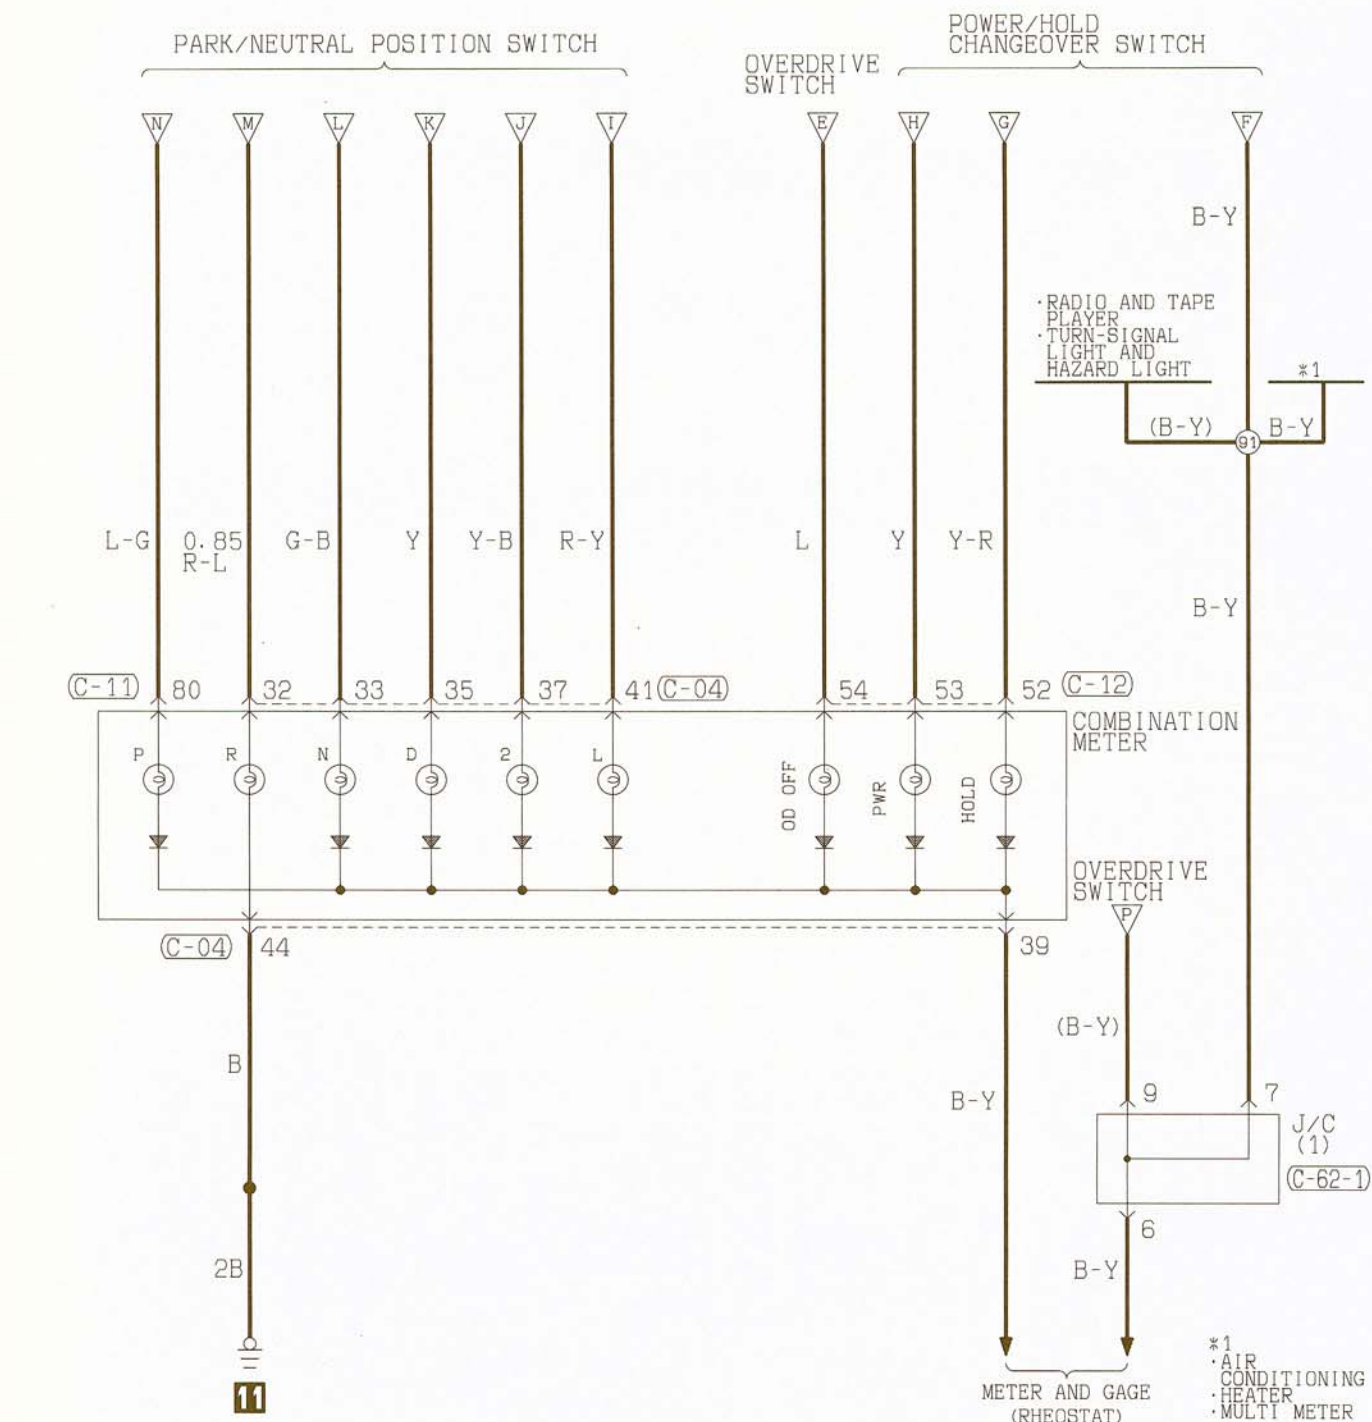 PARK/NEUTRAL POSITION SWITCH
OVERDRIVE
SWITCH
POWER/HOLD
CHANGEOVER SWITCH
N M L K J I E H G F
B-Y
·RADIO AND TAPE
PLAYER
·TURN-SIGNAL
LIGHT AND
HAZARD LIGHT
*1
(B-Y) 91 B-Y
L-G 0.85
R-L G-B Y Y-B R-Y L Y Y-R
B-Y
(C-11) 80 32 33 35 37 41 (C-04) 54 53 52 (C-12)
COMBINATION
METER
P R N D 2 L OD OFF PWR HOLD
OVERDRIVE
SWITCH
P
(C-04) 44 39
(B-Y)
B
B-Y
9 7
J/C
(1)
(C-62-1)
6
2B
B-Y
11
METER AND GAGE
(RHEOSTAT)
*1
·AIR
CONDITIONING
·HEATER
·MULTI METER